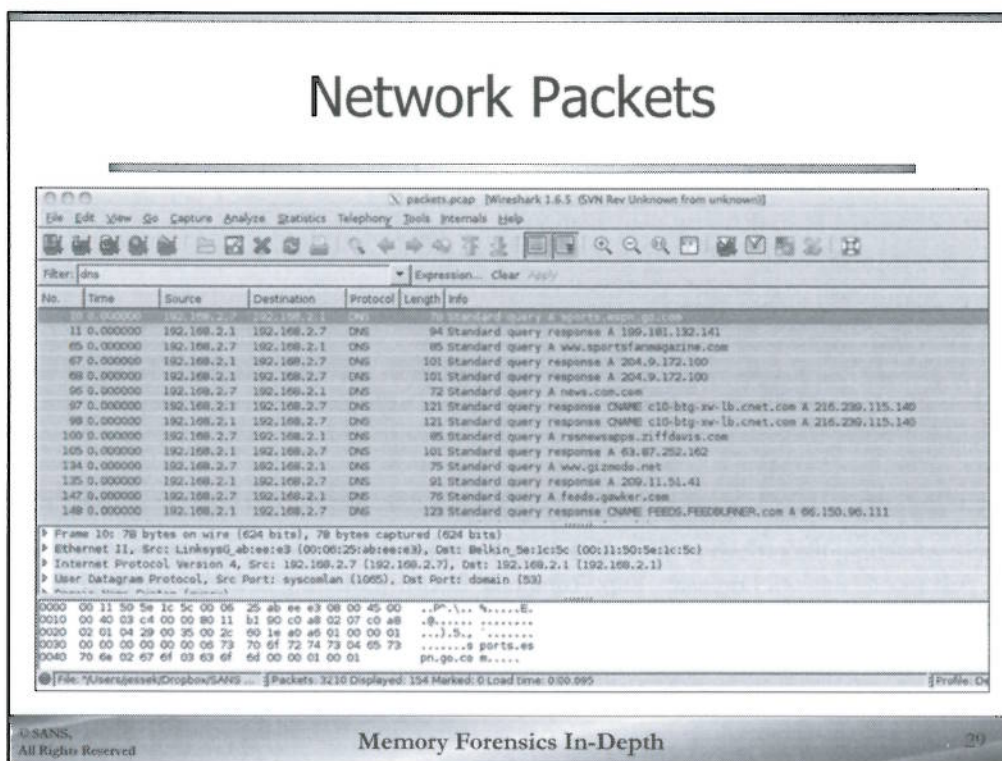 Network Packets
packets.pcap [Wireshark 1.6.5 (SVN Rev Unknown from unknown)]
File Edit View Go Capture Analyze Statistics Telephony Tools Internals Help
Filter: dns Expression... Clear Apply
No. Time Source Destination Protocol Length Info
10 0.000000 192.168.2.7 192.168.2.1 DNS 78 Standard query A sports.espn.go.com
11 0.000000 192.168.2.1 192.168.2.7 DNS 94 Standard query response A 199.181.132.141
65 0.000000 192.168.2.7 192.168.2.1 DNS 85 Standard query A www.sportsfanmagazine.com
67 0.000000 192.168.2.1 192.168.2.7 DNS 101 Standard query response A 204.9.172.100
68 0.000000 192.168.2.1 192.168.2.7 DNS 101 Standard query response A 204.9.172.100
96 0.000000 192.168.2.7 192.168.2.1 DNS 72 Standard query A news.com.com
97 0.000000 192.168.2.1 192.168.2.7 DNS 121 Standard query response CNAME c10-btg-xw-lb.cnet.com A 216.239.115.140
98 0.000000 192.168.2.1 192.168.2.7 DNS 121 Standard query response CNAME c10-btg-xw-lb.cnet.com A 216.239.115.140
100 0.000000 192.168.2.7 192.168.2.1 DNS 85 Standard query A rssnewsapps.ziffdavis.com
105 0.000000 192.168.2.1 192.168.2.7 DNS 101 Standard query response A 63.87.252.162
134 0.000000 192.168.2.7 192.168.2.1 DNS 75 Standard query A www.gizmodo.net
135 0.000000 192.168.2.1 192.168.2.7 DNS 91 Standard query response A 209.11.51.41
147 0.000000 192.168.2.7 192.168.2.1 DNS 76 Standard query A feeds.gawker.com
148 0.000000 192.168.2.1 192.168.2.7 DNS 123 Standard query response CNAME FEEDS.FEEDBURNER.com A 66.150.96.111
Frame 10: 78 bytes on wire (624 bits), 78 bytes captured (624 bits)
Ethernet II, Src: LinksysG_ab:ee:e3 (00:06:25:ab:ee:e3), Dst: Belkin_5e:1c:5c (00:11:50:5e:1c:5c)
Internet Protocol Version 4, Src: 192.168.2.7 (192.168.2.7), Dst: 192.168.2.1 (192.168.2.1)
User Datagram Protocol, Src Port: syscomlan (1065), Dst Port: domain (53)
Domain Name System (query)
0000 00 11 50 5e 1c 5c 00 06 25 ab ee e3 08 00 45 00 ..P^.\.. %.....E.
0010 00 40 03 c4 00 00 80 11 b1 90 c0 a8 02 07 c0 a8 .@...... ........
0020 02 01 04 29 00 35 00 2c 60 1e a0 a6 01 00 00 01 ...).5., `.......
0030 00 00 00 00 00 00 06 73 70 6f 72 74 73 04 65 73 .......s ports.es
0040 70 6e 02 67 6f 03 63 6f 6d 00 00 01 00 01 pn.go.co m.....
File: "/Users/jessek/Dropbox/SANS ... Packets: 3210 Displayed: 154 Marked: 0 Load time: 0:00.095 Profile: De
© SANS,
All Rights Reserved
Memory Forensics In-Depth
29